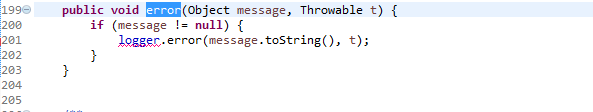 199 public void error(Object message, Throwable t) {
200 if (message != null) {
201 logger.error(message.toString(), t);
202 }
203 }
204
205
206 /**